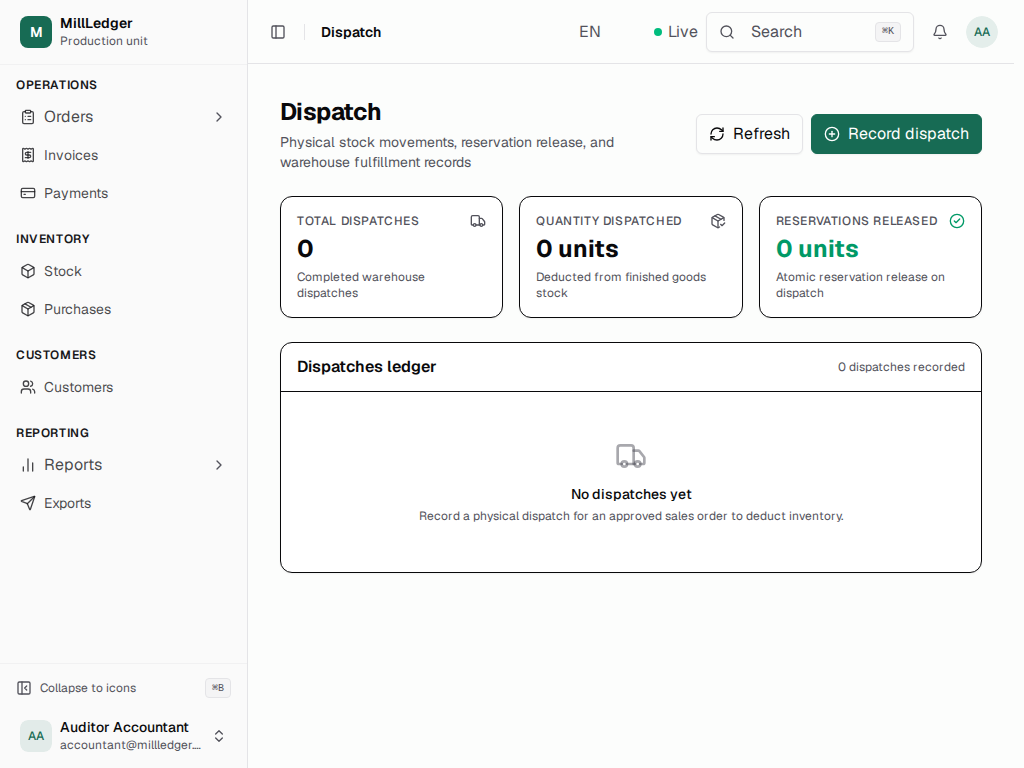 M
MillLedger
Production unit
OPERATIONS
Orders
Invoices
Payments
INVENTORY
Stock
Purchases
CUSTOMERS
Customers
REPORTING
Reports
Exports
Collapse to icons
⌘B
AA
Auditor Accountant
accountant@millledger....
Dispatch
EN
Live
Search
⌘K
AA
Dispatch
Physical stock movements, reservation release, and
warehouse fulfillment records
Refresh
Record dispatch
TOTAL DISPATCHES
0
Completed warehouse
dispatches
QUANTITY DISPATCHED
0 units
Deducted from finished goods
stock
RESERVATIONS RELEASED
0 units
Atomic reservation release on
dispatch
Dispatches ledger
0 dispatches recorded
No dispatches yet
Record a physical dispatch for an approved sales order to deduct inventory.